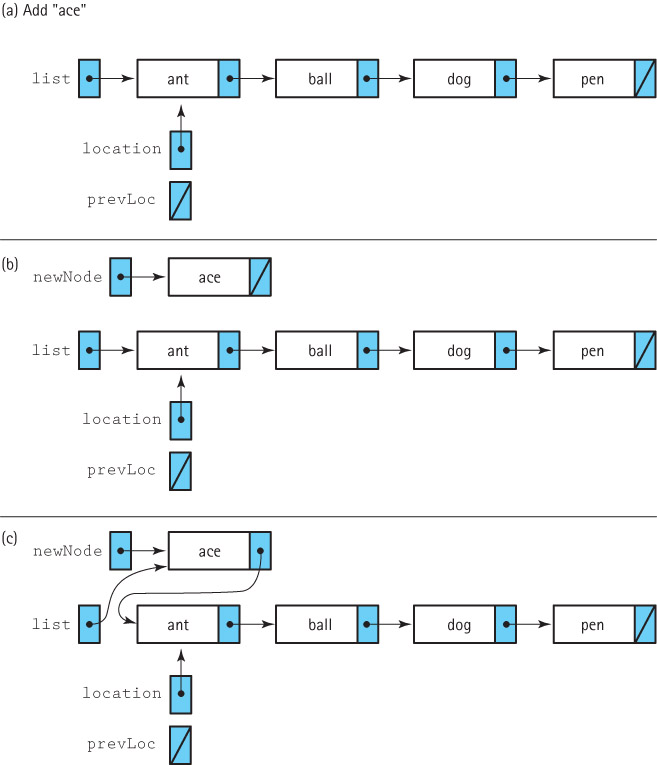 (a) Add "ace"
list ant ball dog pen
location
prevLoc
(b)
newNode ace
list ant ball dog pen
location
prevLoc
(c)
newNode ace
list ant ball dog pen
location
prevLoc